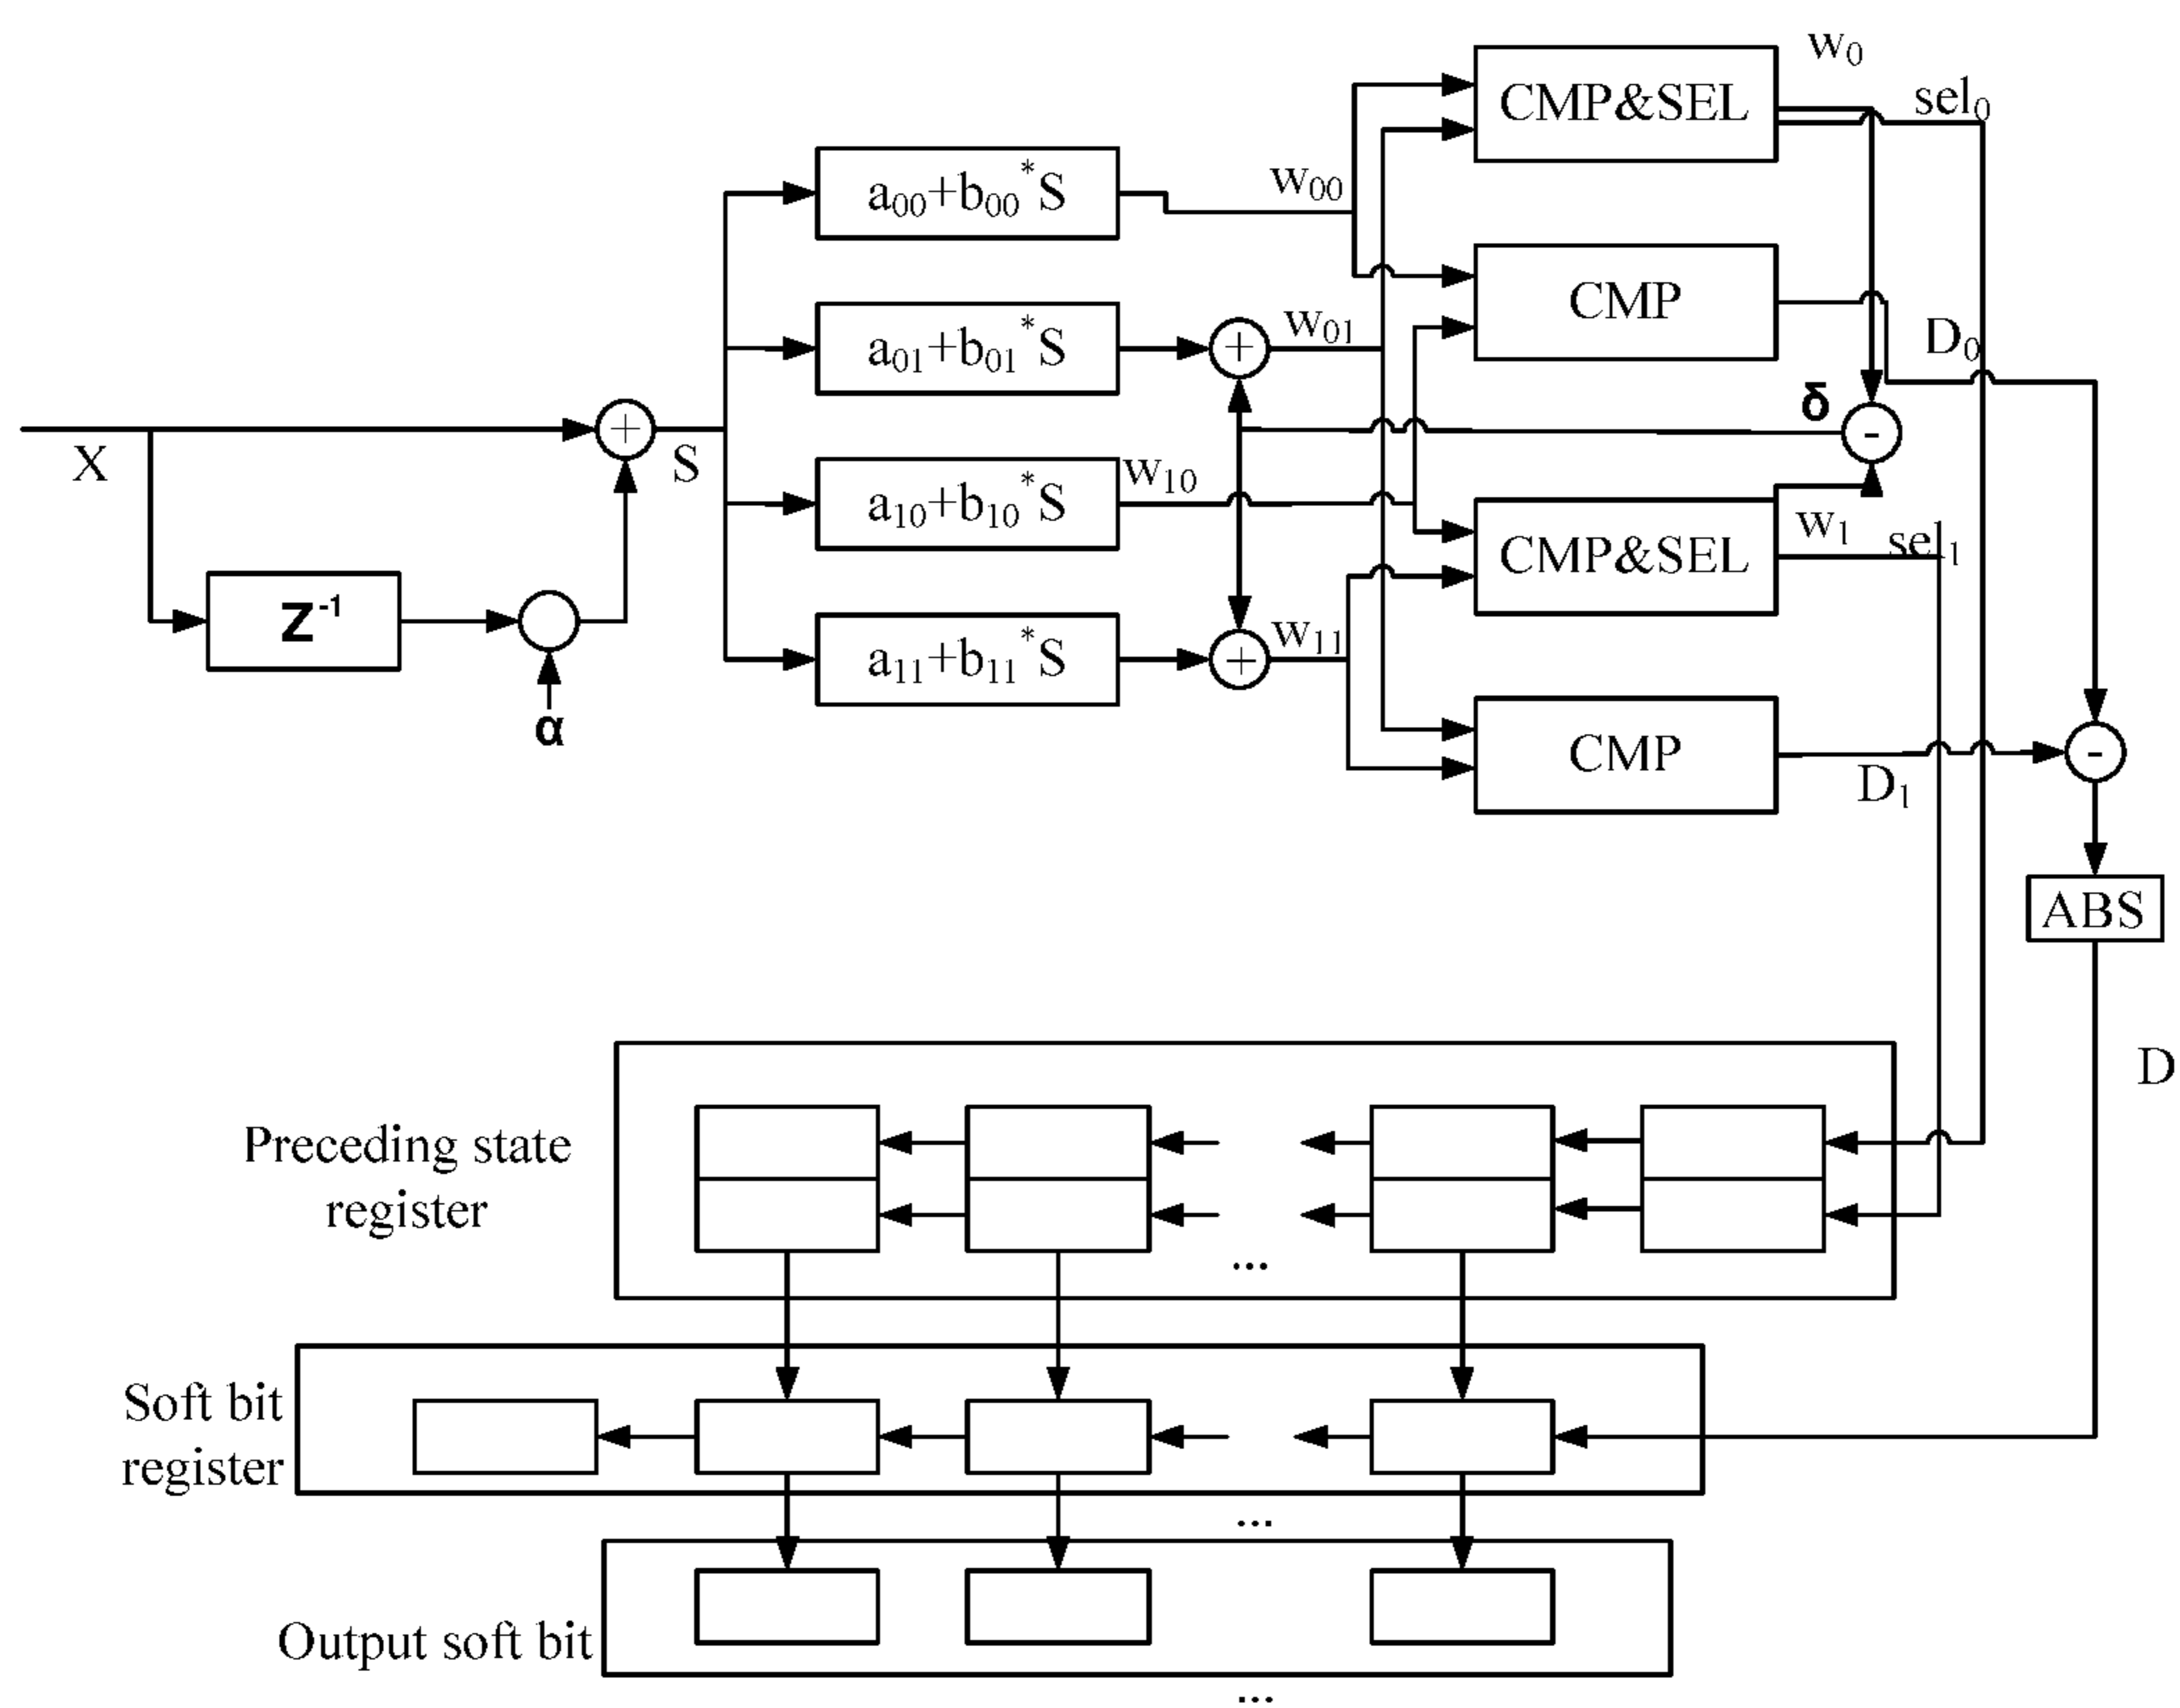 w₀
sel₀
CMP&SEL
a₀₀+b₀₀*S
w₀₀
CMP
D₀
a₀₁+b₀₁*S
+
w₀₁
δ
-
X
+
S
a₁₀+b₁₀*S
w₁₀
CMP&SEL
w₁
sel₁
Z⁻¹
α
a₁₁+b₁₁*S
+
w₁₁
CMP
D₁
-
ABS
D
Preceding state
register
...
Soft bit
register
...
Output soft bit
...